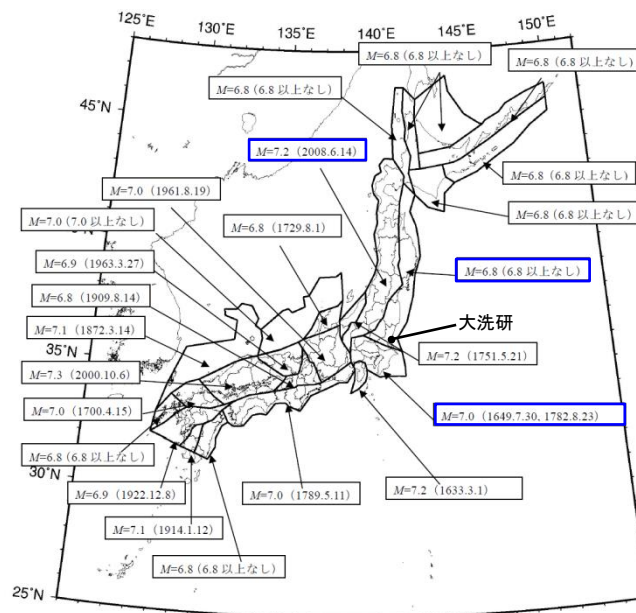 125°E
130°E
135°E
140°E
145°E
150°E
M=6.8 (6.8 以上なし)
M=6.8 (6.8 以上なし)
M=6.8 (6.8 以上なし)
45°N
M=7.2 (2008.6.14)
M=7.0 (1961.8.19)
M=6.8 (6.8 以上なし)
M=7.0 (7.0 以上なし)
M=6.8 (1729.8.1)
M=6.8 (6.8 以上なし)
M=6.9 (1963.3.27)
M=6.8 (6.8 以上なし)
M=6.8 (1909.8.14)
大洗研
M=7.1 (1872.3.14)
35°N
M=7.2 (1751.5.21)
M=7.3 (2000.10.6)
M=7.0 (1700.4.15)
M=7.0 (1649.7.30, 1782.8.23)
M=6.8 (6.8 以上なし)
30°N
M=6.9 (1922.12.8)
M=7.0 (1789.5.11)
M=7.2 (1633.3.1)
M=7.1 (1914.1.12)
M=6.8 (6.8 以上なし)
25°N